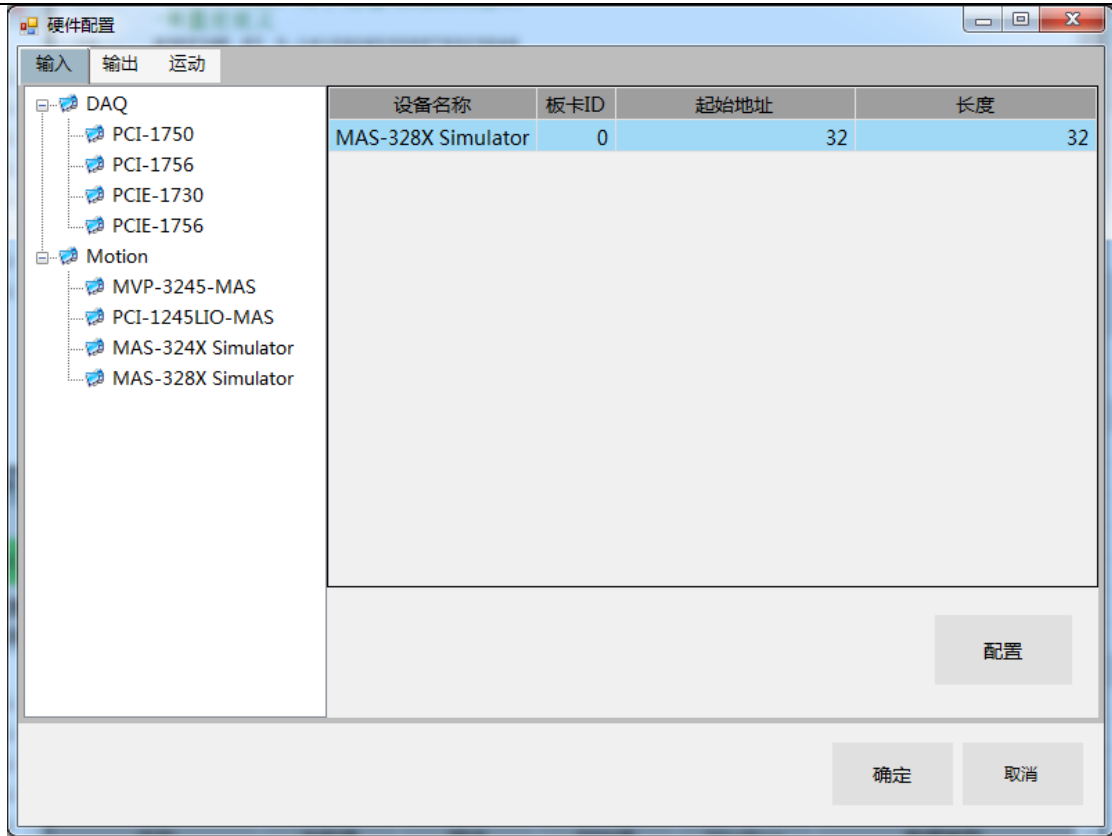 硬件配置
输入 输出 运动
DAQ
PCI-1750
PCI-1756
PCIE-1730
PCIE-1756
Motion
MVP-3245-MAS
PCI-1245LIO-MAS
MAS-324X Simulator
MAS-328X Simulator
设备名称 板卡ID 起始地址 长度
MAS-328X Simulator 0 32 32
配置
确定 取消